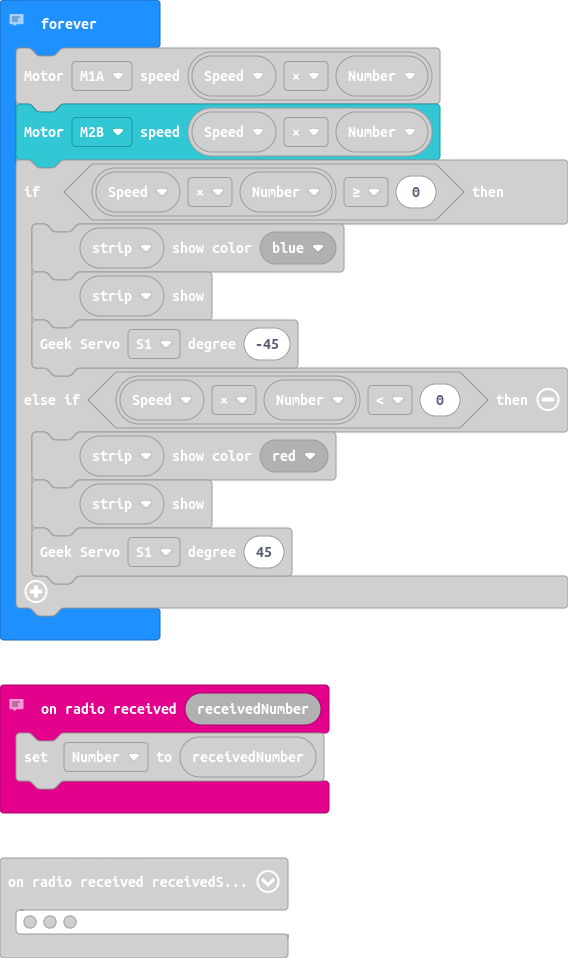 forever
Motor M1A speed Speed × Number
Motor M2B speed Speed × Number
if Speed × Number ≥ 0 then
strip show color blue
strip show
Geek Servo S1 degree -45
else if Speed × Number < 0 then
strip show color red
strip show
Geek Servo S1 degree 45
on radio received receivedNumber
set Number to receivedNumber
on radio received receivedS...